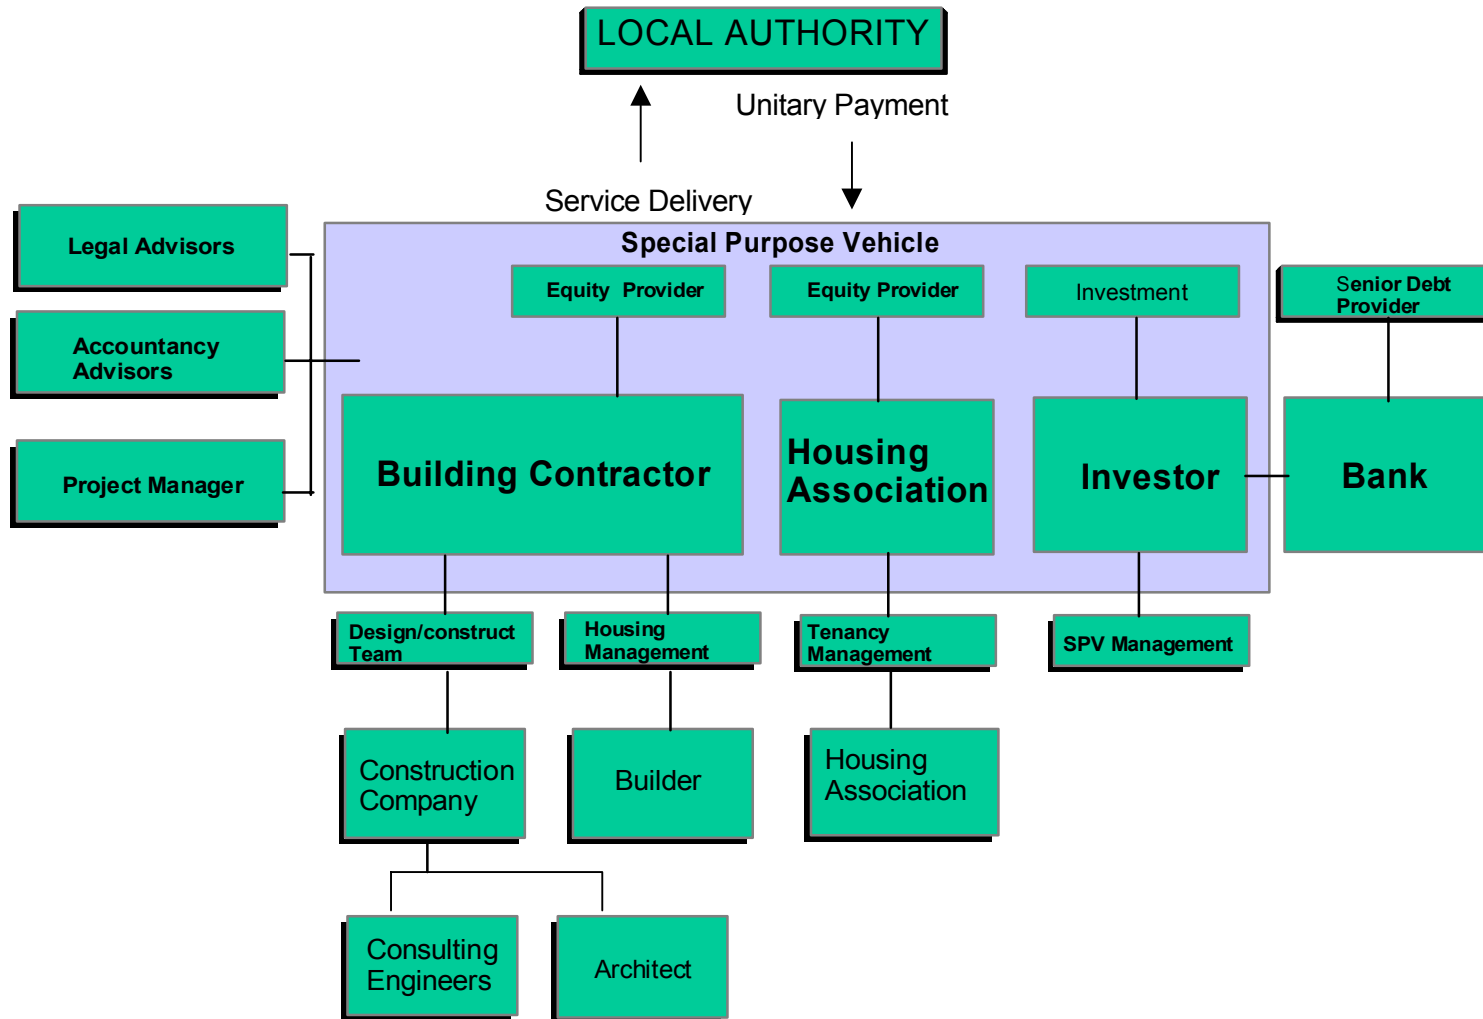 LOCAL AUTHORITY
Unitary Payment
Service Delivery
Legal Advisors
Accountancy
Advisors
Project Manager
Special Purpose Vehicle
Equity Provider
Equity Provider
Investment
Senior Debt
Provider
Building Contractor
Housing
Association
Investor
Bank
Design/construct
Team
Housing
Management
Tenancy
Management
SPV Management
Construction
Company
Builder
Housing
Association
Consulting
Engineers
Architect